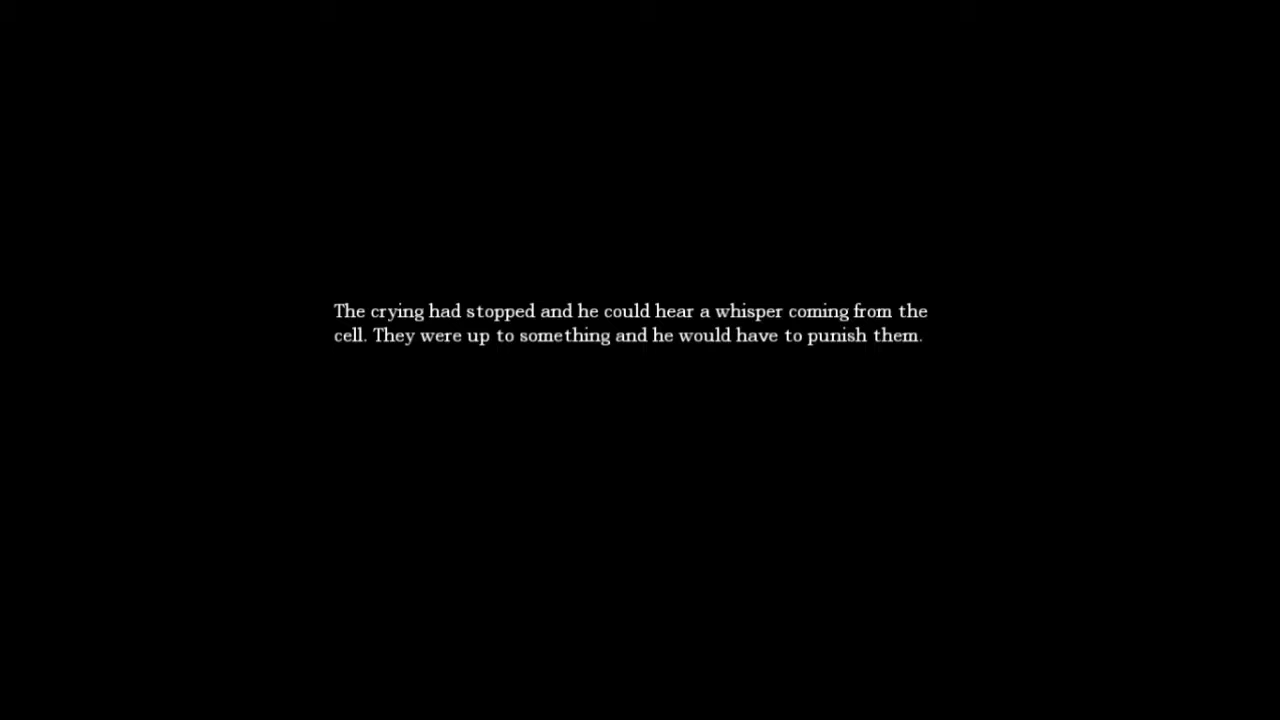 The crying had stopped and he could hear a whisper coming from the
cell. They were up to something and he would have to punish them.